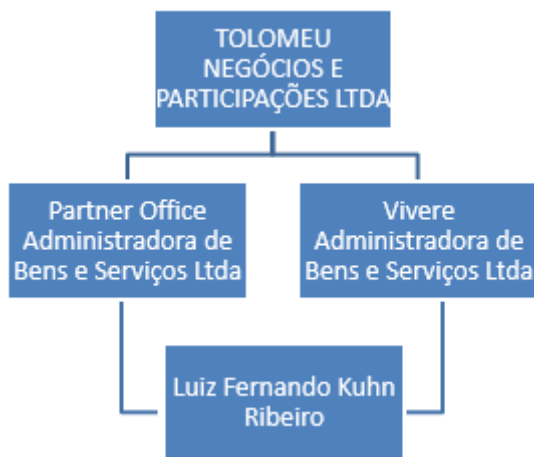 TOLOMEU
NEGÓCIOS E
PARTICIPAÇÕES LTDA
Partner Office
Administradora de
Bens e Serviços Ltda
Vivere
Administradora de
Bens e Serviços Ltda
Luiz Fernando Kuhn
Ribeiro